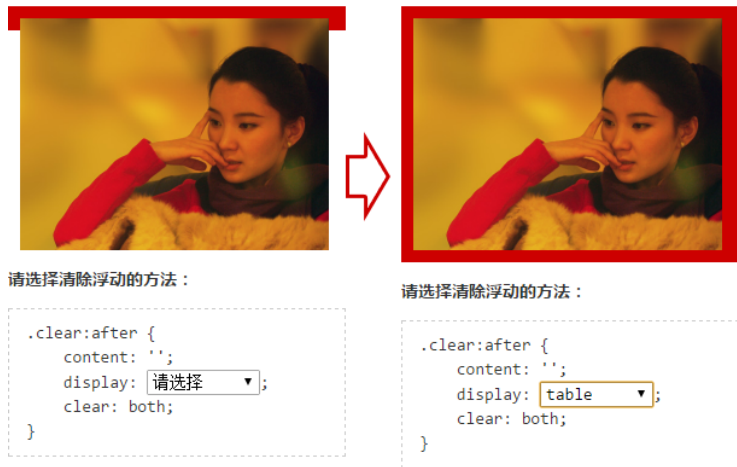 请选择清除浮动的方法：
.clear:after {
content: '';
display: 请选择 ;
clear: both;
}
请选择清除浮动的方法：
.clear:after {
content: '';
display: table ;
clear: both;
}